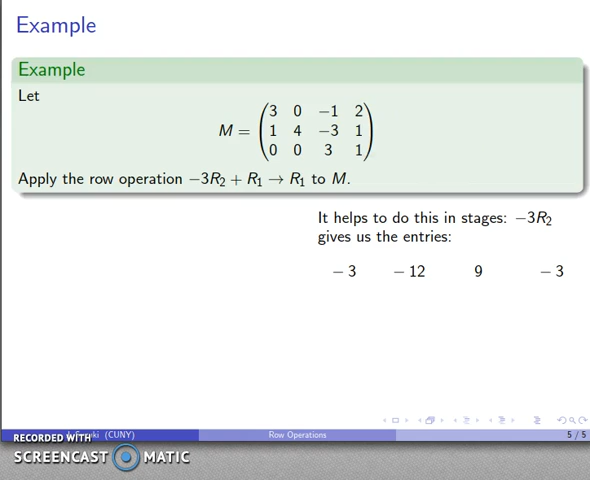 Example
Example
Let
M = 
3 0 −1 2
1 4 −3 1
0 0 3 1
Apply the row operation −3R₂ + R₁ → R₁ to M.
It helps to do this in stages: −3R₂
gives us the entries:
− 3 − 12 9 − 3
(CUNY) Row Operations 5 / 5
RECORDED WITH
SCREENCAST MATIC